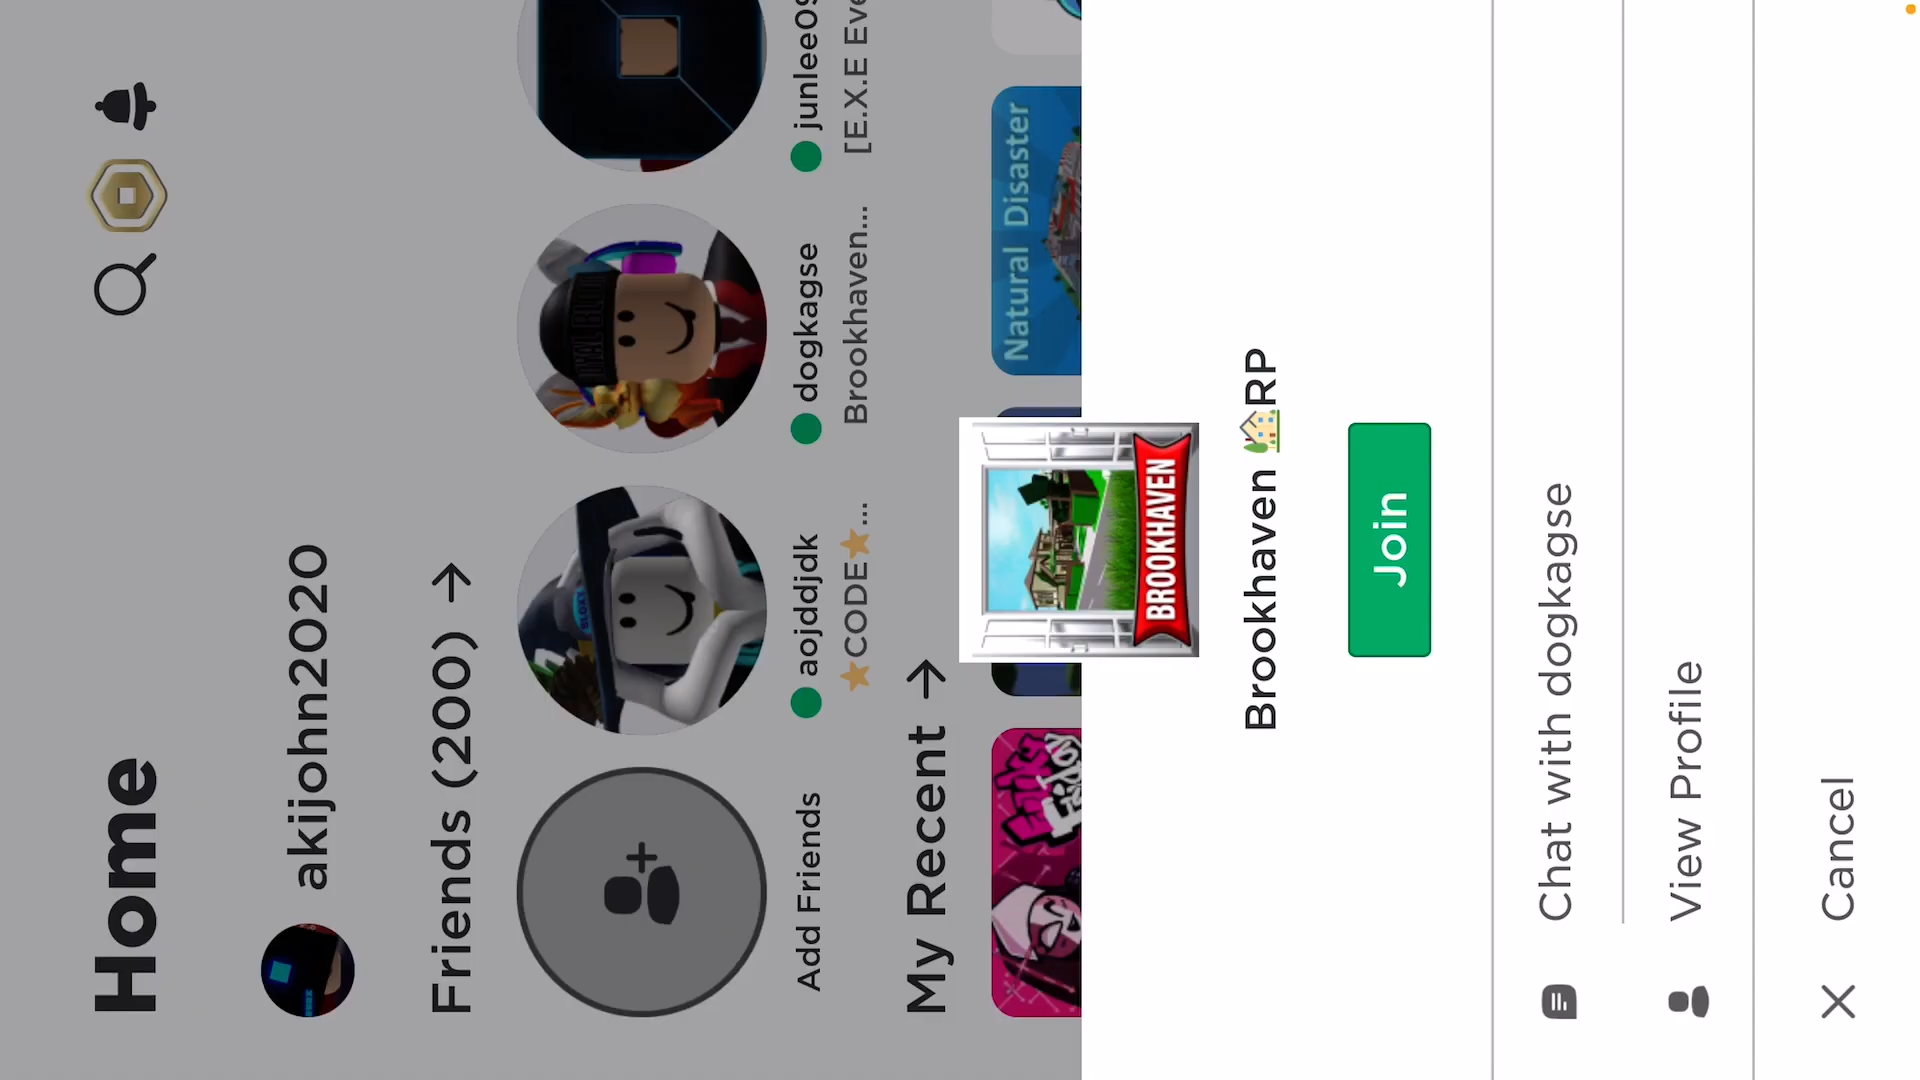 Home
akijohn2020
Friends (200) →
Add Friends
aojddjdk
⭐CODE⭐...
dogkagse
Brookhaven...
junlee09
[E.X.E Eve
My Recent →
Natural Disaster
BROOKHAVEN
Brookhaven 🏡RP
Join
Chat with dogkagse
View Profile
Cancel